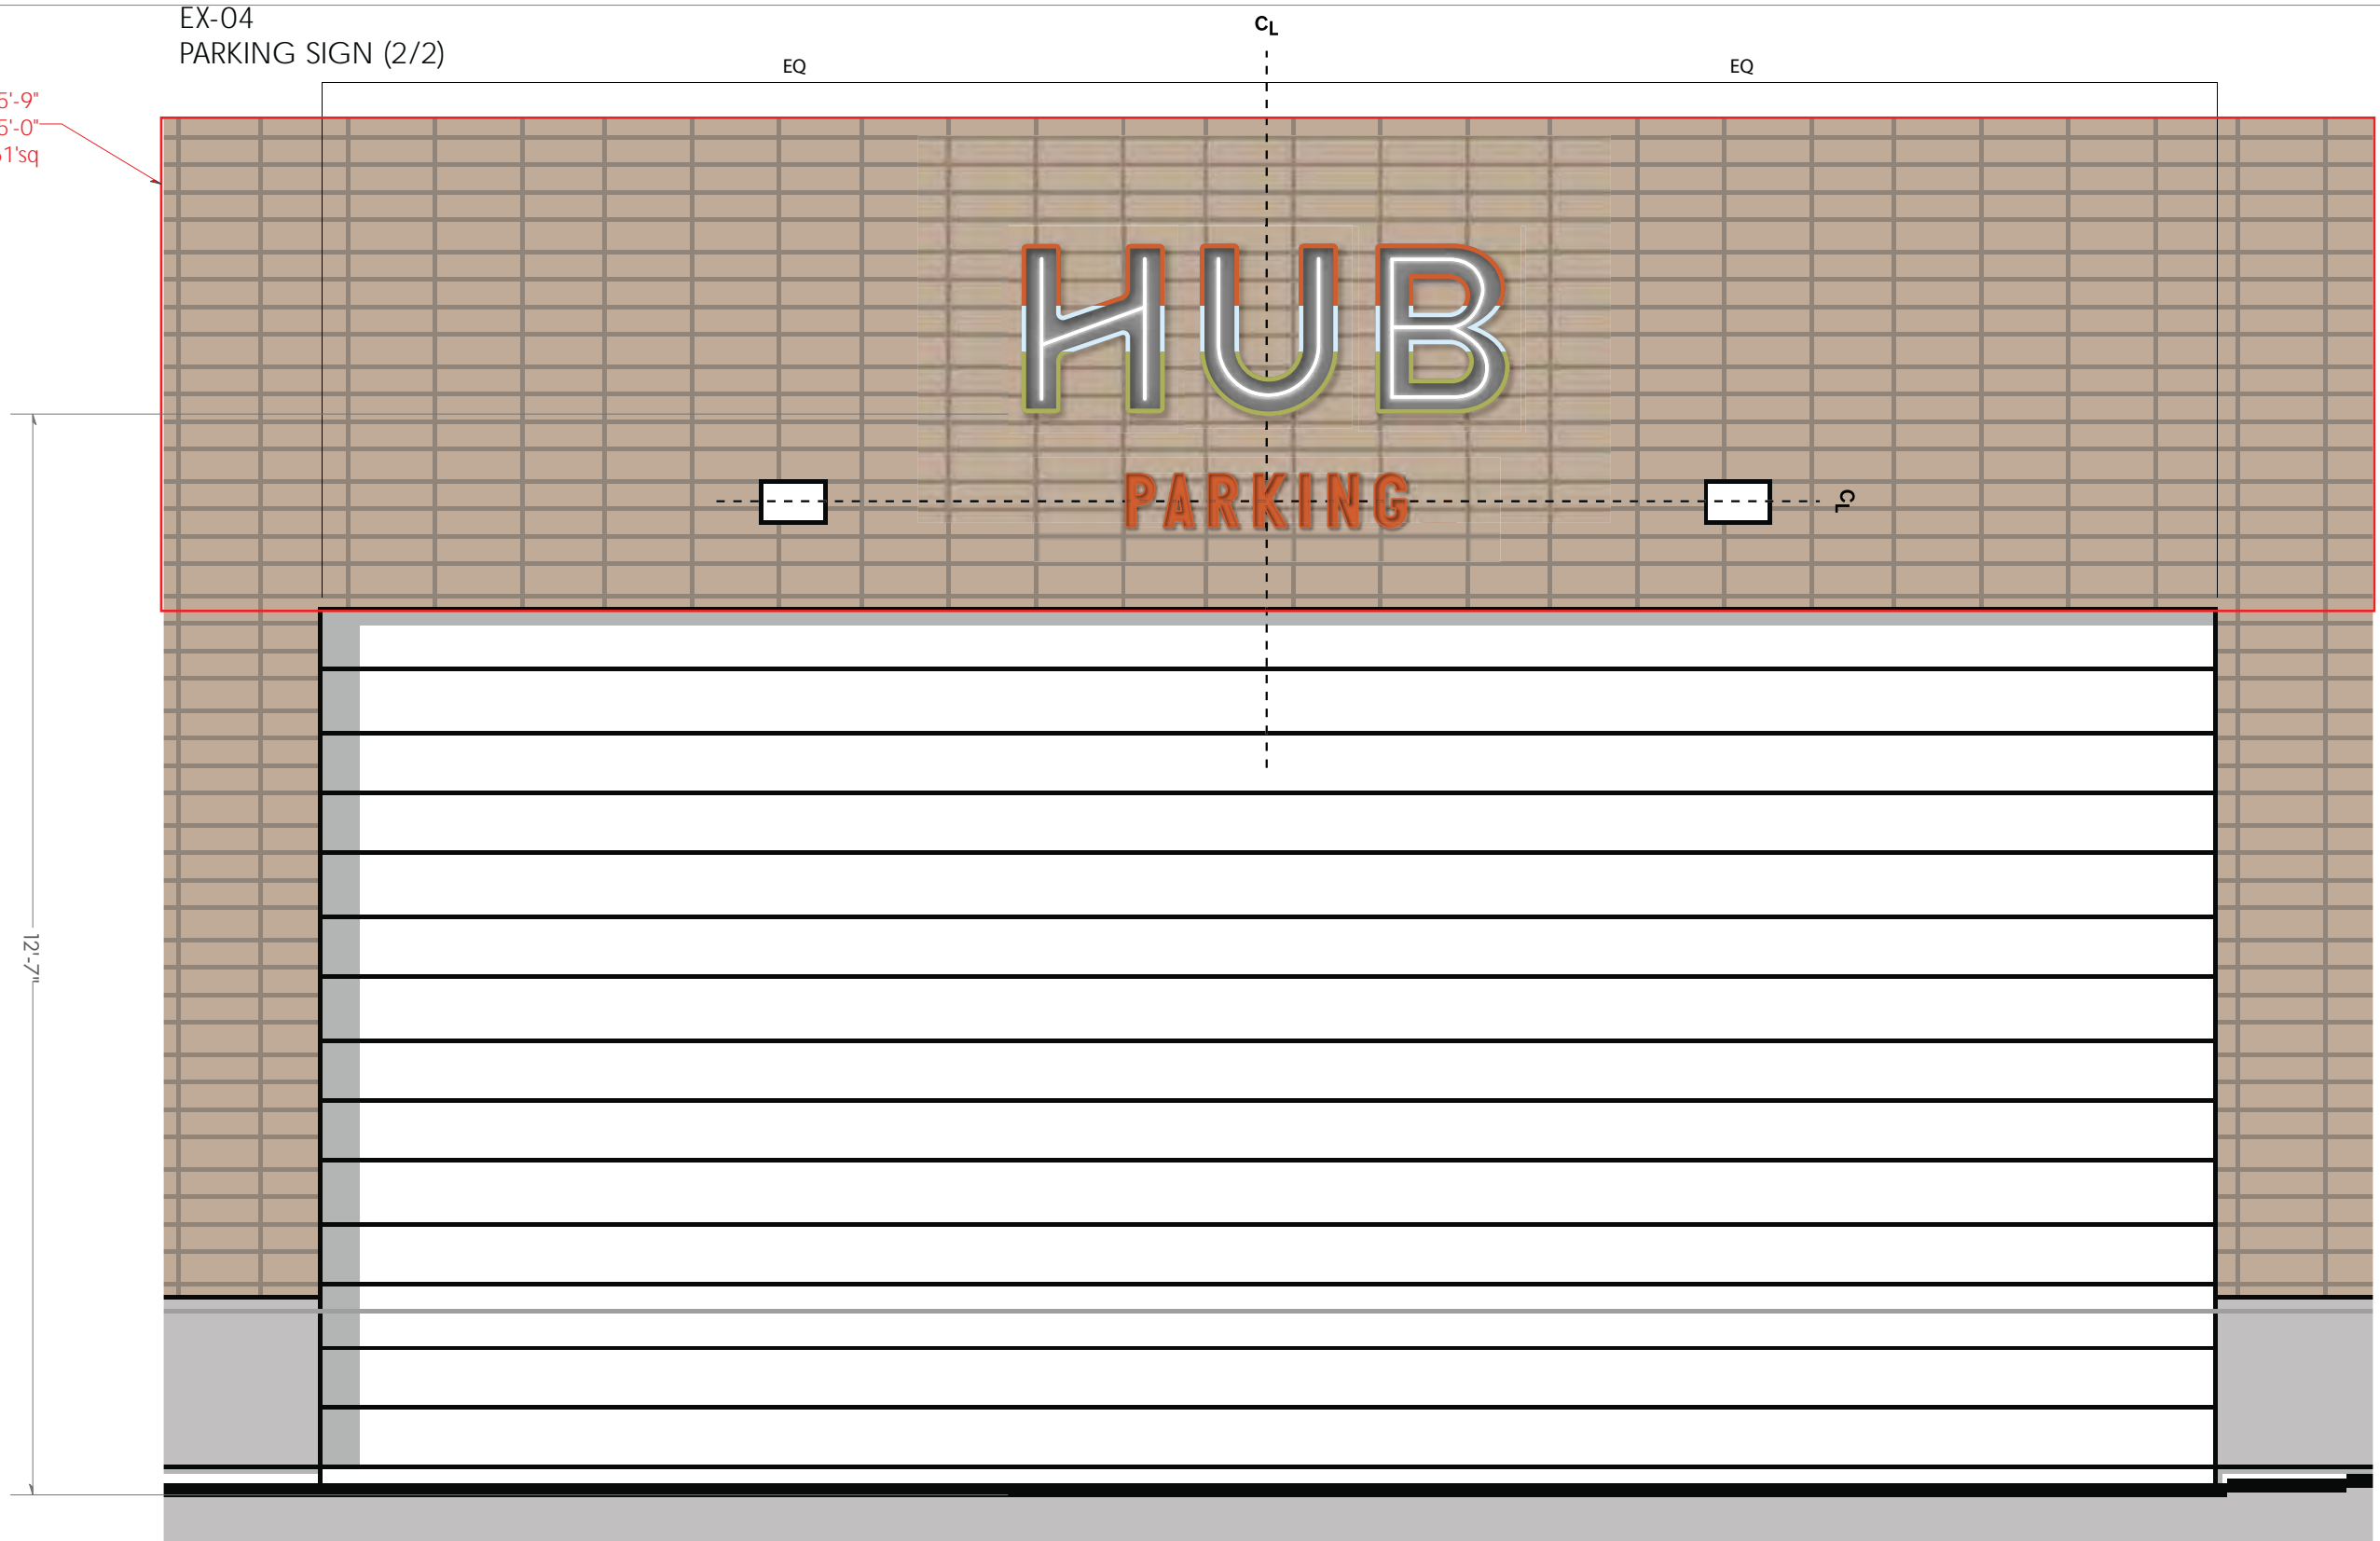 EX-04
PARKING SIGN (2/2)
CL
EQ
EQ
5'-9"
5'-0"
51'sq
HUB
PARKING
CL
12'-7"